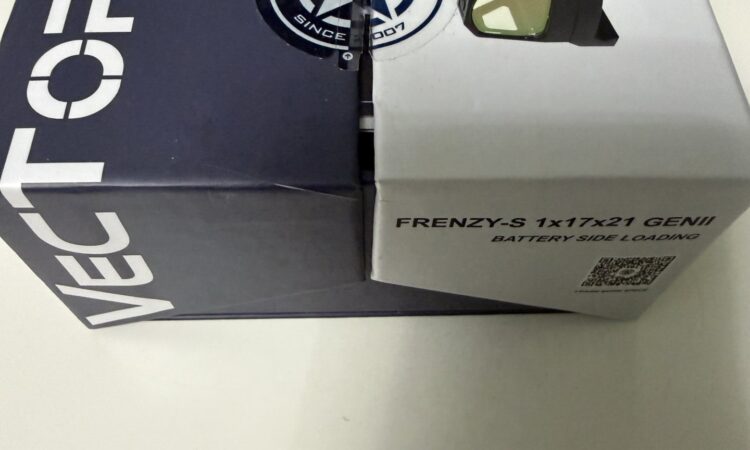 VECTOR
SINCE 2007
FRENZY-S 1x17x21 GENII
BATTERY SIDE LOADING